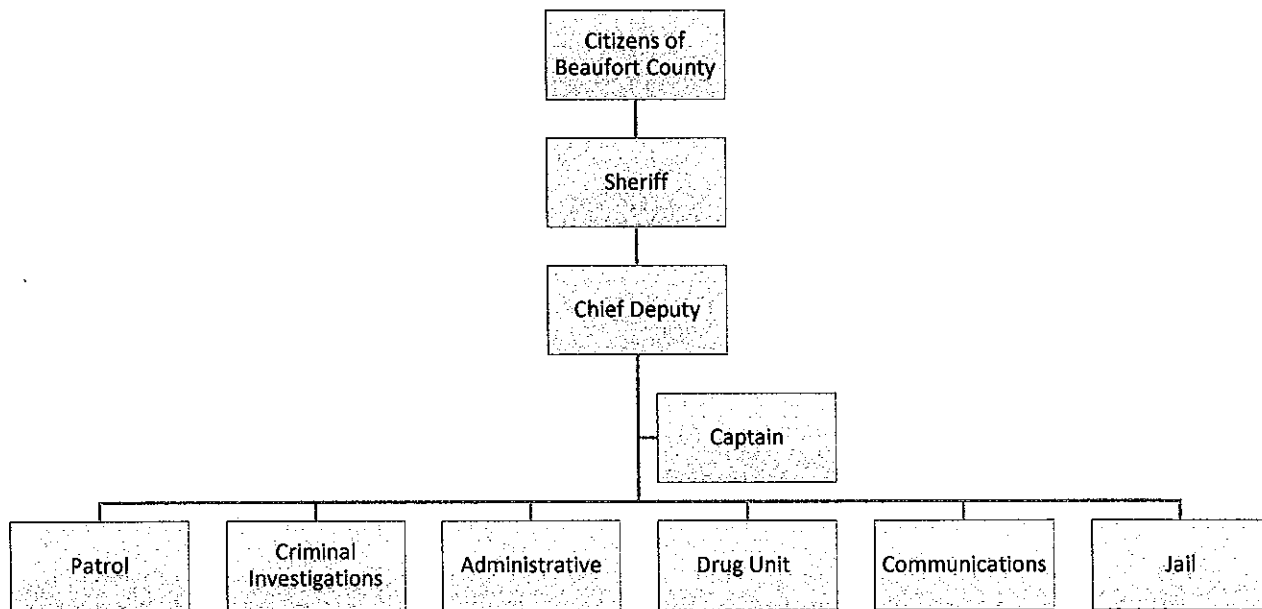 Citizens of
Beaufort County
Sheriff
Chief Deputy
Captain
Patrol
Criminal
Investigations
Administrative
Drug Unit
Communications
Jail